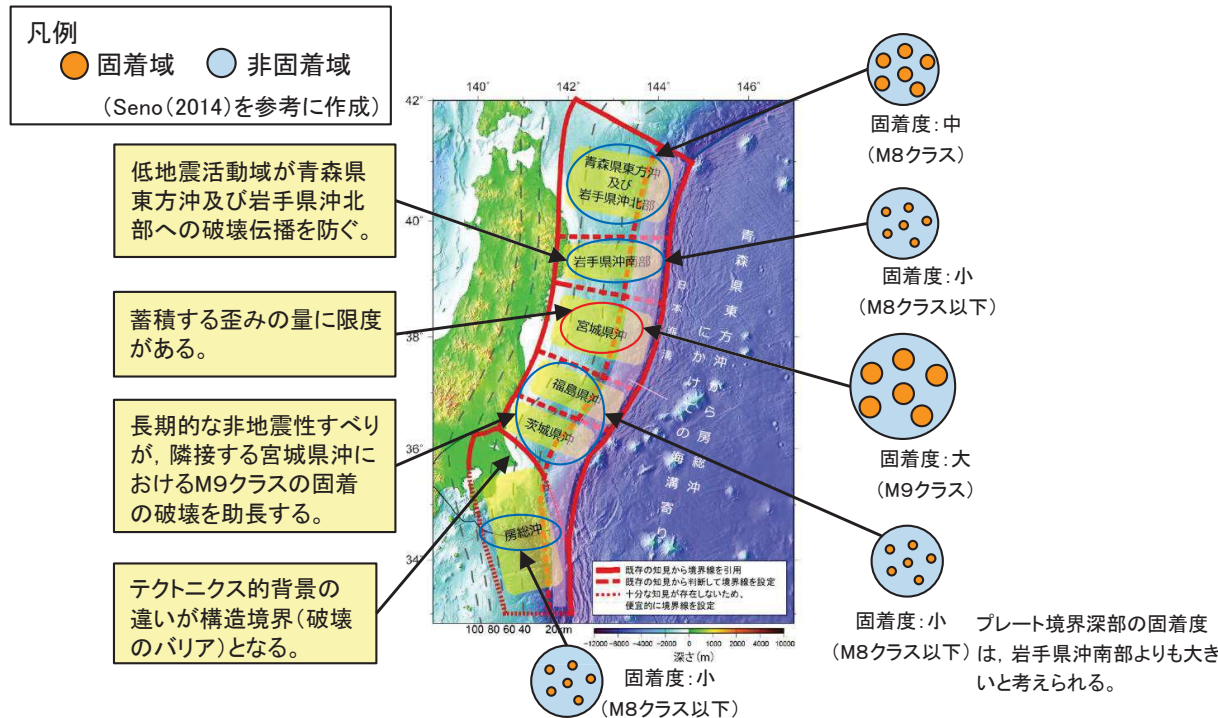 凡例
固着域 非固着域
(Seno(2014)を参考に作成)
低地震活動域が青森県
東方沖及び岩手県沖北
部への破壊伝播を防ぐ。
蓄積する歪みの量に限度
がある。
長期的な非地震性すべり
が,隣接する宮城県沖に
おけるM9クラスの固着
の破壊を助長する。
テクトニクス的背景の
違いが構造境界(破壊
のバリア)となる。
140° 142° 144° 146°
42°
40°
38°
36°
34°
青森県東方沖
及び
岩手県沖北部
岩手県沖南部
宮城県沖
福島県沖
茨城県沖
房総沖
日本海溝
青森県東方沖から房総沖
にかけての海溝寄り
既存の知見から境界線を引用
既存の知見から判断して境界線を設定
十分な知見が存在しないため、
便宜的に境界線を設定
100 80 60 40 20km
-12000 -8000 -6000 -4000 -2000 0 2000 4000 6000 8000 10000
深さ(m)
固着度:中
(M8クラス)
固着度:小
(M8クラス以下)
固着度:大
(M9クラス)
固着度:小
(M8クラス以下)
プレート境界深部の固着度
は,岩手県沖南部よりも大き
いと考えられる。
固着度:小
(M8クラス以下)